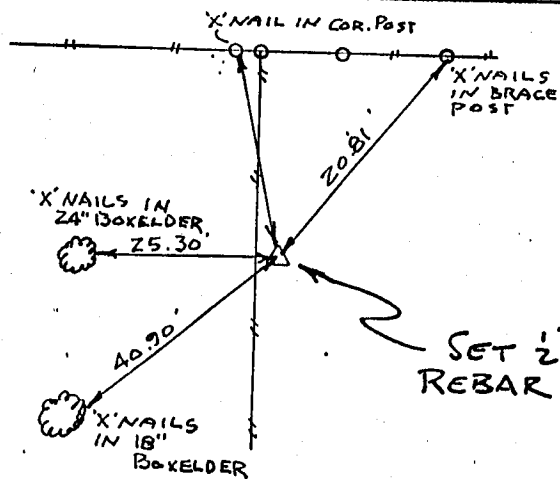 'X' NAIL IN COR. POST
'X' NAILS
IN BRACE
POST
20.81'
'X' NAILS IN
24" BOXELDER
25.30'
40.90'
SET 1/2"
REBAR
'X' NAILS
IN 18"
BOXELDER